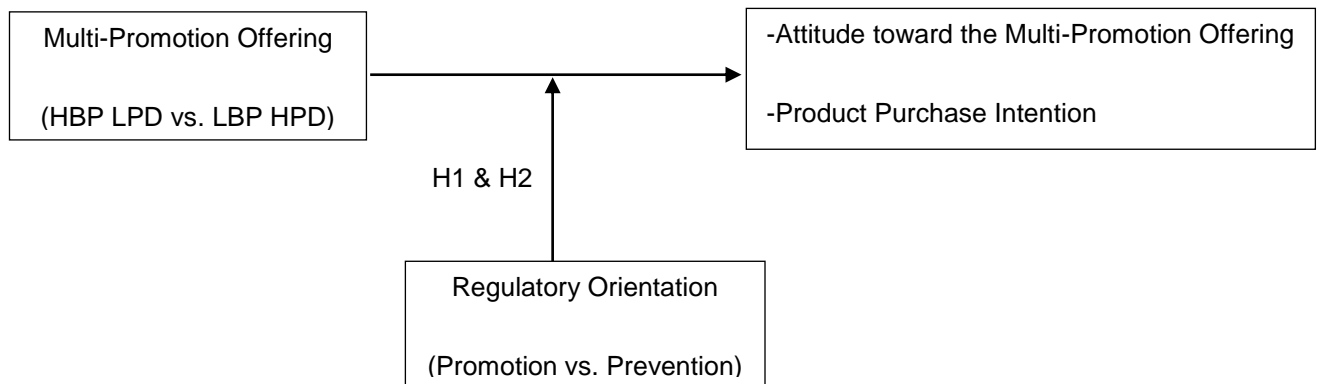 Multi-Promotion Offering
(HBP LPD vs. LBP HPD)
-Attitude toward the Multi-Promotion Offering
-Product Purchase Intention
H1 & H2
Regulatory Orientation
(Promotion vs. Prevention)